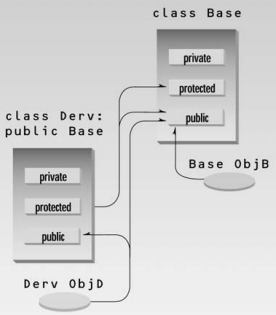 class Base
private
protected
public
class Derv:
public Base
private
protected
public
Base ObjB
Derv ObjD